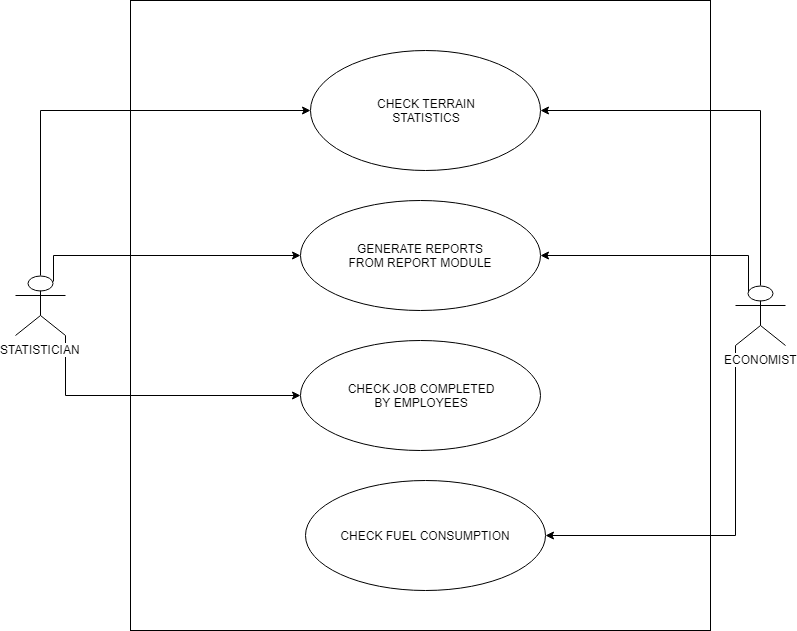 CHECK TERRAIN
STATISTICS
GENERATE REPORTS
FROM REPORT MODULE
STATISTICIAN
ECONOMIST
CHECK JOB COMPLETED
BY EMPLOYEES
CHECK FUEL CONSUMPTION